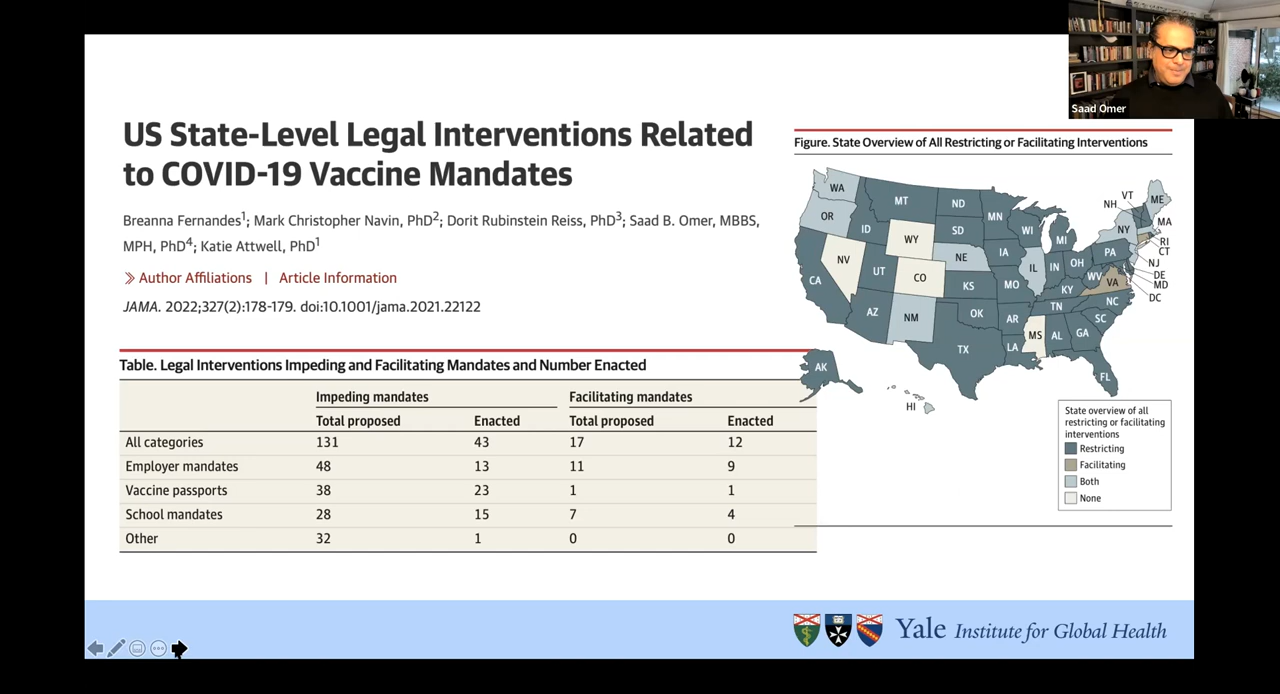 Saad Omer
US State-Level Legal Interventions Related
to COVID-19 Vaccine Mandates
Breanna Fernandes1; Mark Christopher Navin, PhD2; Dorit Rubinstein Reiss, PhD3; Saad B. Omer, MBBS,
MPH, PhD4; Katie Attwell, PhD1
Author Affiliations | Article Information
JAMA. 2022;327(2):178-179. doi:10.1001/jama.2021.22122
Table. Legal Interventions Impeding and Facilitating Mandates and Number Enacted
Impeding mandates Facilitating mandates
Total proposed Enacted Total proposed Enacted
All categories 131 43 17 12
Employer mandates 48 13 11 9
Vaccine passports 38 23 1 1
School mandates 28 15 7 4
Other 32 1 0 0
Figure. State Overview of All Restricting or Facilitating Interventions
WA MT ND MN VT ME
NH
OR ID SD WI MI NY MA
WY IA RI
CT
NV NE IL IN OH PA NJ
CA UT CO KS MO KY WV VA DE
MD
DC
AZ NM OK AR TN NC
SC
TX LA MS AL GA
AK FL
HI
State overview of all
restricting or facilitating
interventions
Restricting
Facilitating
Both
None
Yale Institute for Global Health